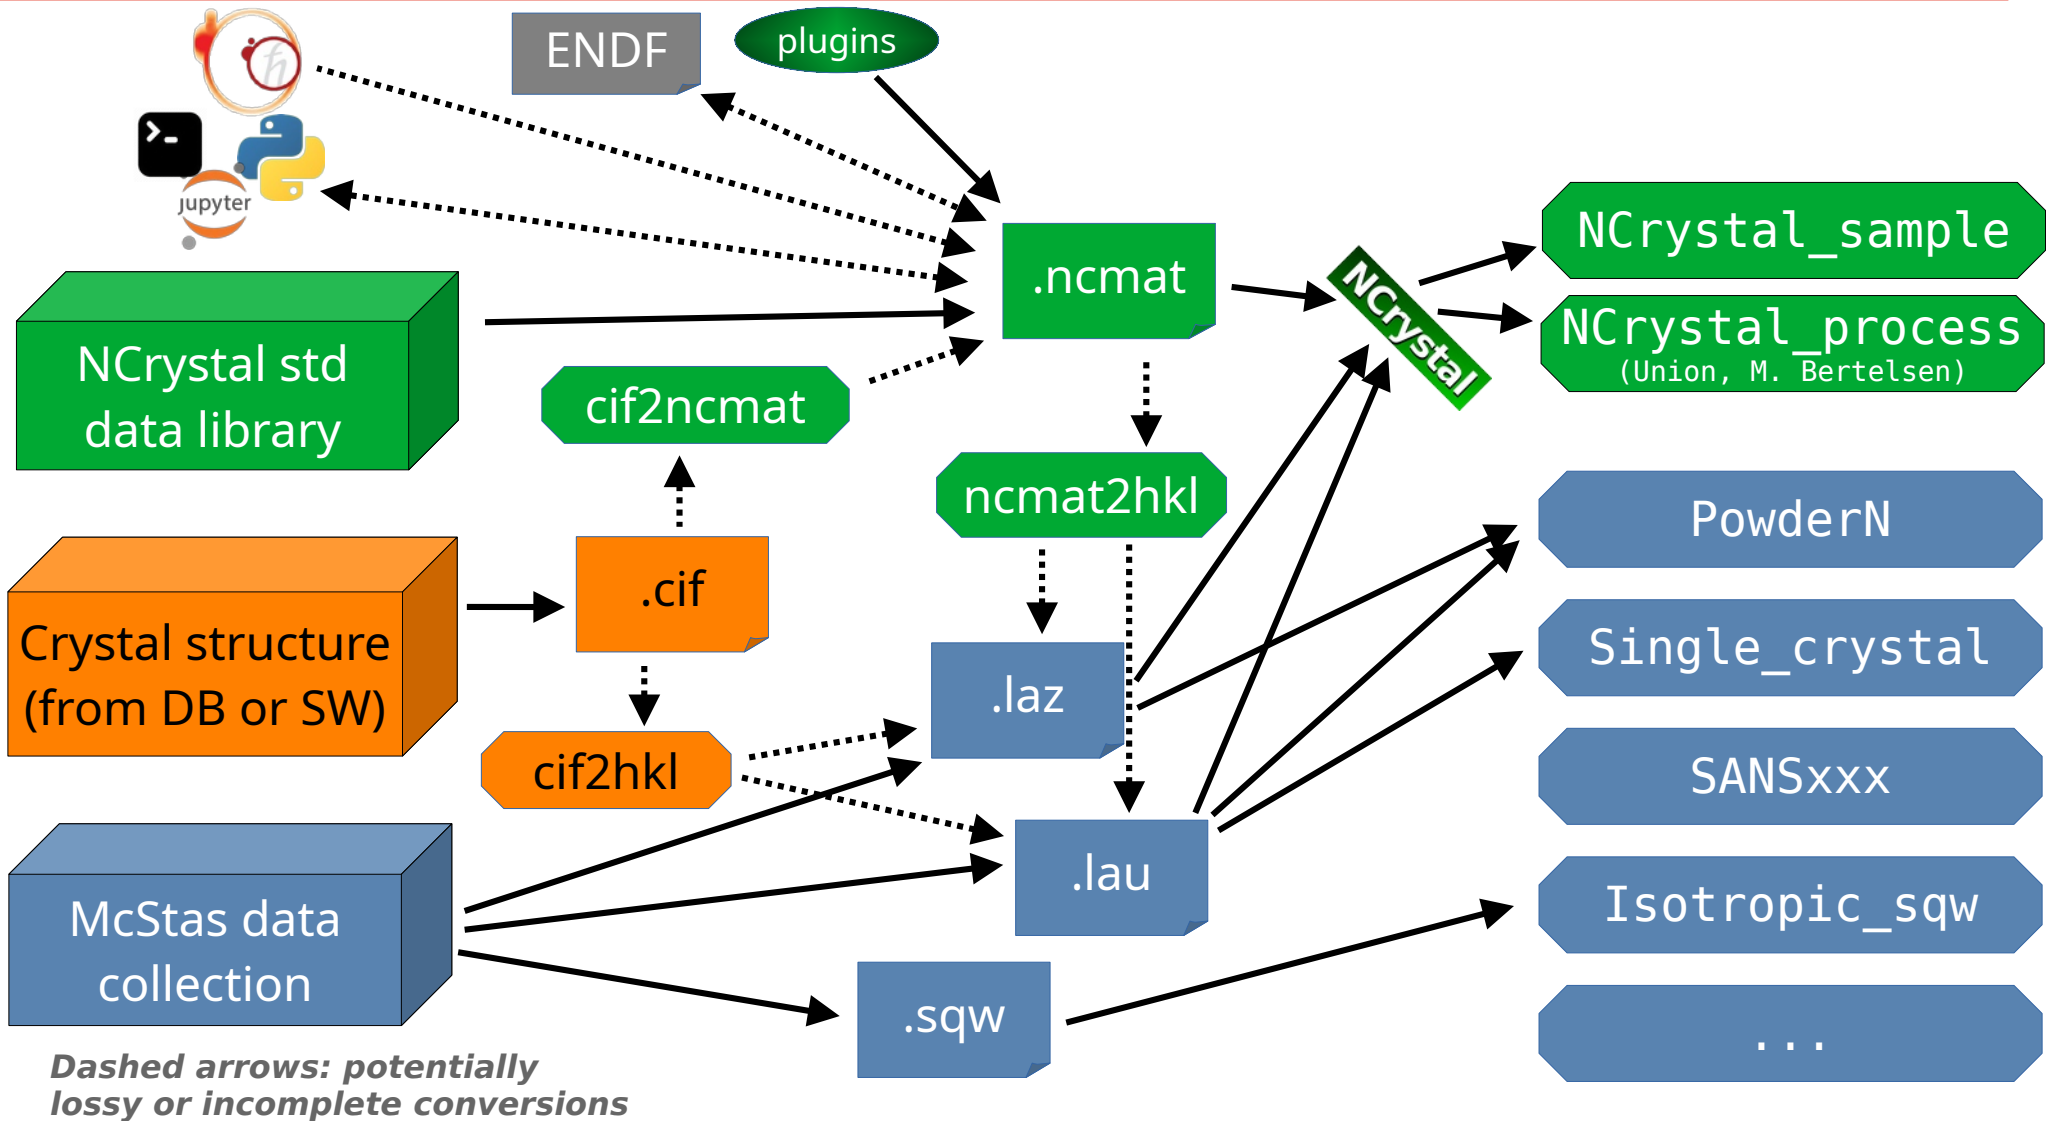 ENDF
plugins
ħ
>-
jupyter
.ncmat
NCrystal
NCrystal_sample
NCrystal_process
(Union, M. Bertelsen)
NCrystal std
data library
cif2ncmat
ncmat2hkl
PowderN
.cif
Crystal structure
(from DB or SW)
Single_crystal
.laz
cif2hkl
SANSxxx
.lau
McStas data
collection
Isotropic_sqw
.sqw
...
Dashed arrows: potentially
lossy or incomplete conversions